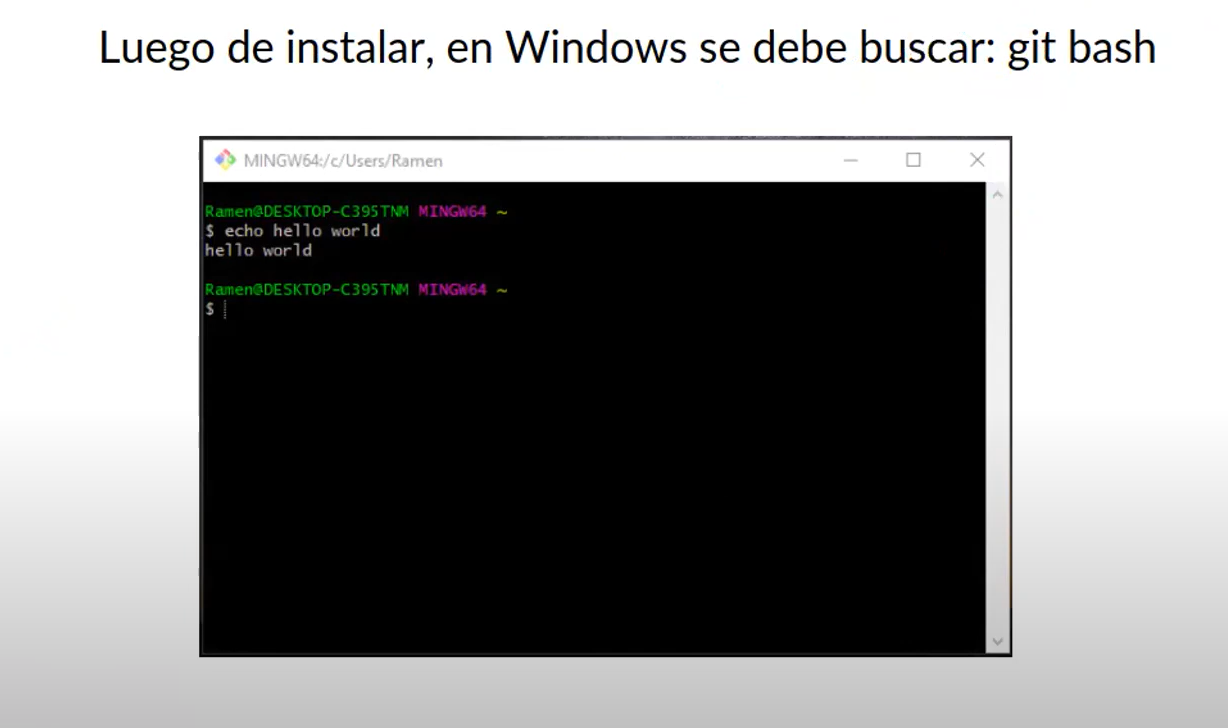 Luego de instalar, en Windows se debe buscar: git bash
MINGW64:/c/Users/Ramen
Ramen@DESKTOP-C395TNM MINGW64 ~
$ echo hello world
hello world
Ramen@DESKTOP-C395TNM MINGW64 ~
$